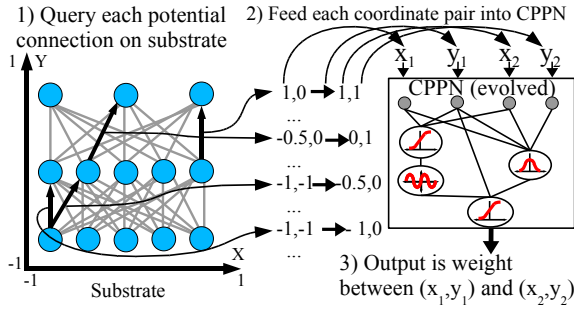 1) Query each potential
connection on substrate
2) Feed each coordinate pair into CPPN
1 Y
x₁ y₁ x₂ y₂
CPPN (evolved)
1,0 1,1
...
-0.5,0 0,1
...
-1,-1 -0.5,0
...
-1,-1 - 1,0
...
-1
-1 X 1
Substrate
3) Output is weight
between (x₁,y₁) and (x₂,y₂)